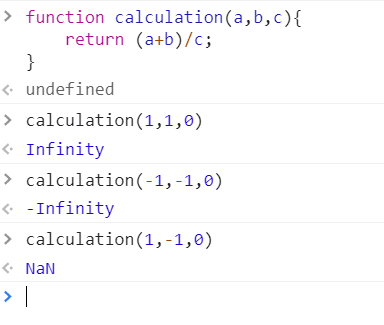 > function calculation(a,b,c){
return (a+b)/c;
}
< undefined
> calculation(1,1,0)
< Infinity
> calculation(-1,-1,0)
< -Infinity
> calculation(1,-1,0)
< NaN
>